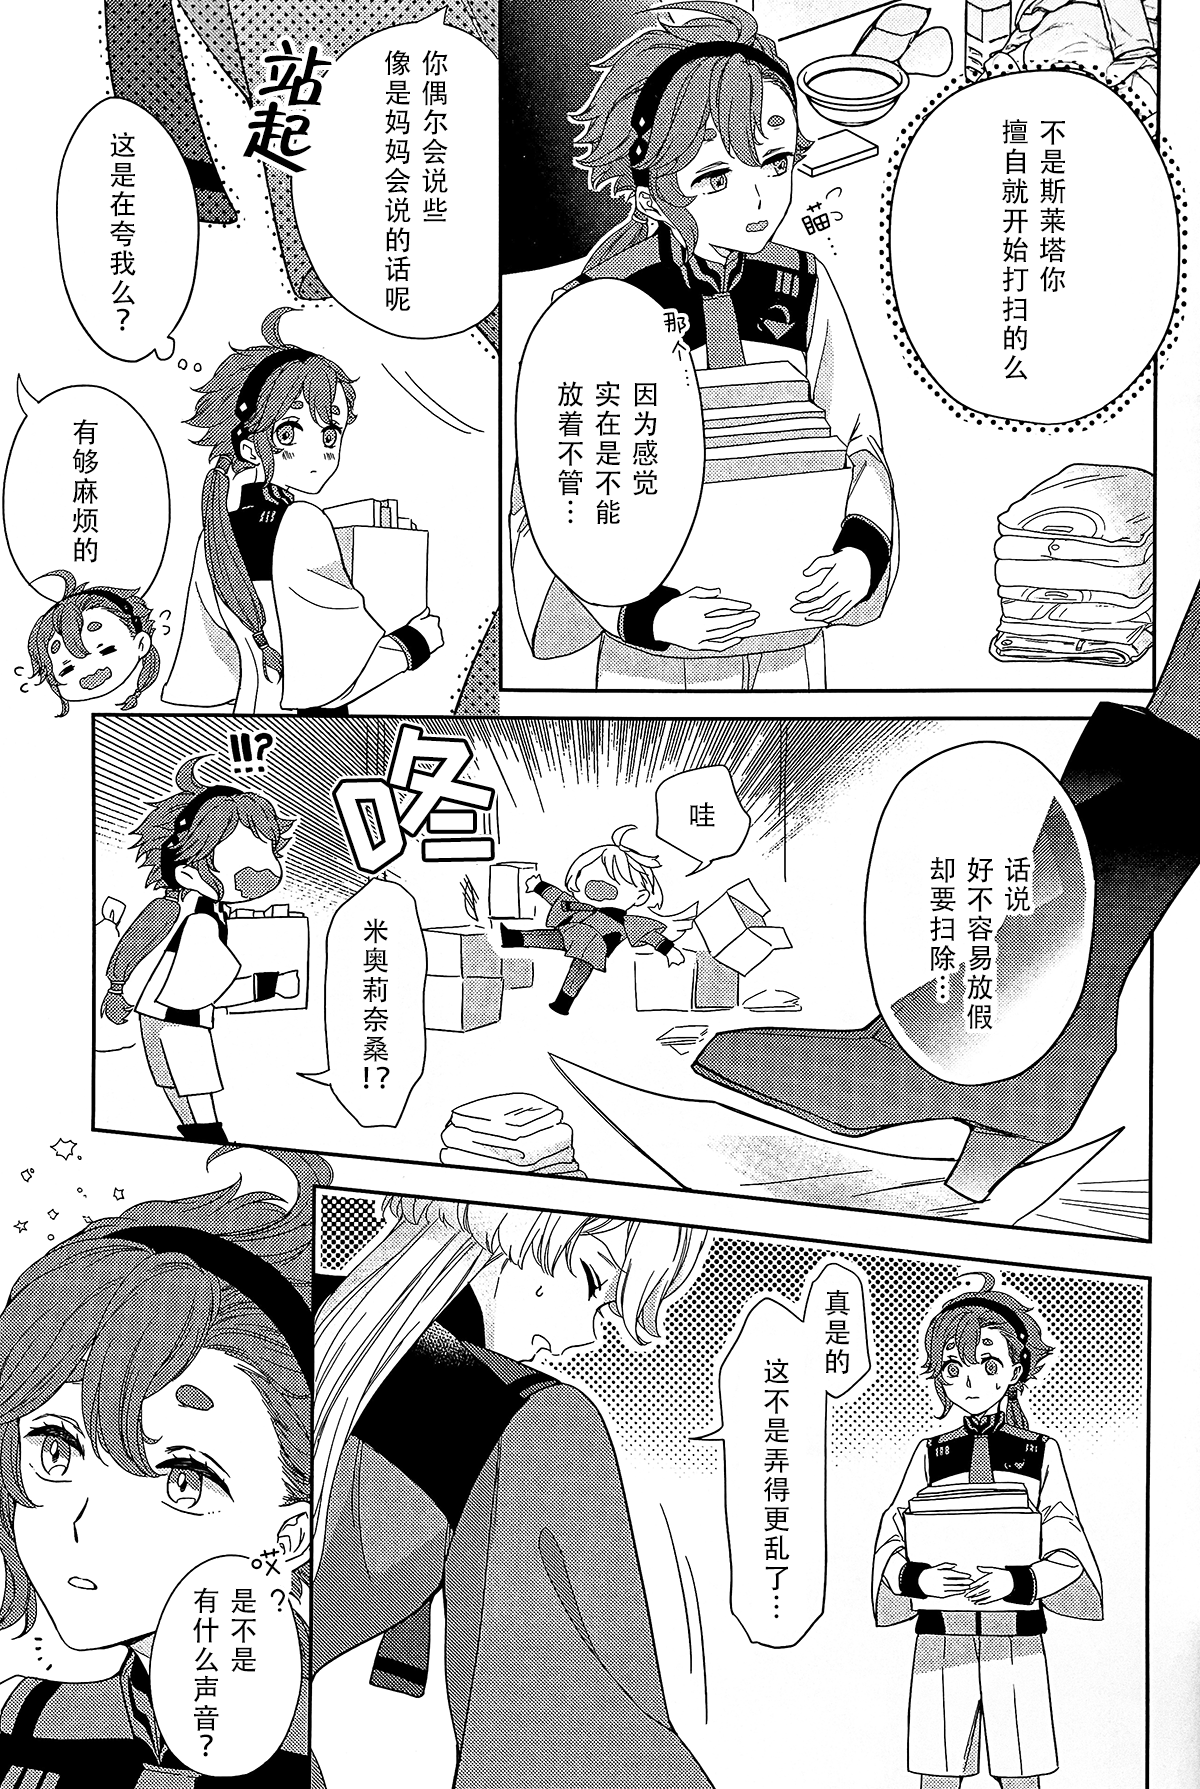 不是斯莱塔你
擅自就开始打扫的么
瞄…
那个…
因为感觉
实在是不能
放着不管…
你偶尔会说些
像是妈妈会说的话呢
站起
这是在夸我么？
有够麻烦的
话说
好不容易放假
却要扫除…
哇
咚
!!?
米奥莉奈桑!?
真是的
这不是弄得更乱了…
哎？
是不是
有什么声音？